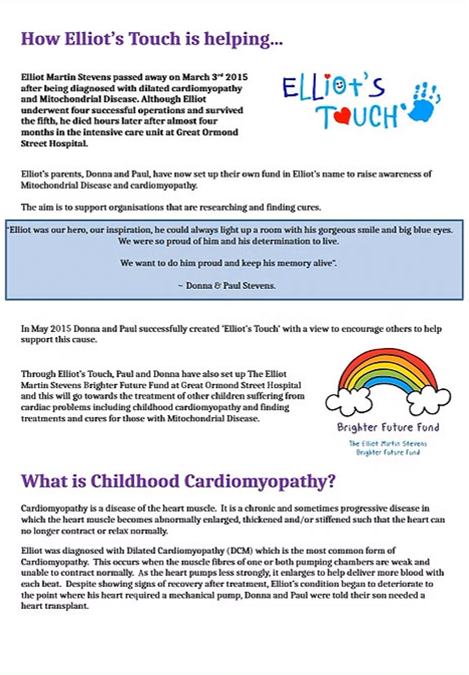 How Elliot's Touch is helping...
Elliot Martin Stevens passed away on March 3rd 2015
after being diagnosed with dilated cardiomyopathy
and Mitochondrial Disease. Although Elliot
underwent four successful operations and survived
the fifth, he died hours later after almost four
months in the intensive care unit at Great Ormond
Street Hospital.
ELLiOT'S
TOUCH
Elliot's parents, Donna and Paul, have now set up their own fund in Elliot's name to raise awareness of
Mitochondrial Disease and cardiomyopathy.
The aim is to support organisations that are researching and finding cures.
"Elliot was our hero, our inspiration, he could always light up a room with his gorgeous smile and big blue eyes.
We were so proud of him and his determination to live.
We want to do him proud and keep his memory alive".
~ Donna & Paul Stevens.
In May 2015 Donna and Paul successfully created 'Elliot's Touch' with a view to encourage others to help
support this cause.
Through Elliot's Touch, Paul and Donna have also set up The Elliot
Martin Stevens Brighter Future Fund at Great Ormond Street Hospital
and this will go towards the treatment of other children suffering from
cardiac problems including childhood cardiomyopathy and finding
treatments and cures for those with Mitochondrial Disease.
Brighter Future Fund
The Elliot Martin Stevens
Brighter Future Fund
What is Childhood Cardiomyopathy?
Cardiomyopathy is a disease of the heart muscle. It is a chronic and sometimes progressive disease in
which the heart muscle becomes abnormally enlarged, thickened and/or stiffened such that the heart can
no longer contract or relax normally.
Elliot was diagnosed with Dilated Cardiomyopathy (DCM) which is the most common form of
Cardiomyopathy. This occurs when the muscle fibres of one or both pumping chambers are weak and
unable to contract normally. As the heart pumps less strongly, it enlarges to help deliver more blood with
each beat. Despite showing signs of recovery after treatment, Elliot's condition began to deteriorate to
the point where his heart required a mechanical pump, Donna and Paul were told their son needed a
heart transplant.